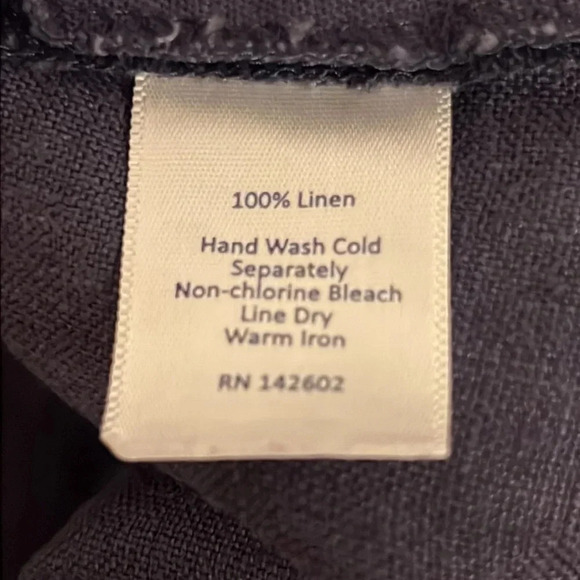 100% Linen
Hand Wash Cold
Separately
Non-chlorine Bleach
Line Dry
Warm Iron
RN 142602